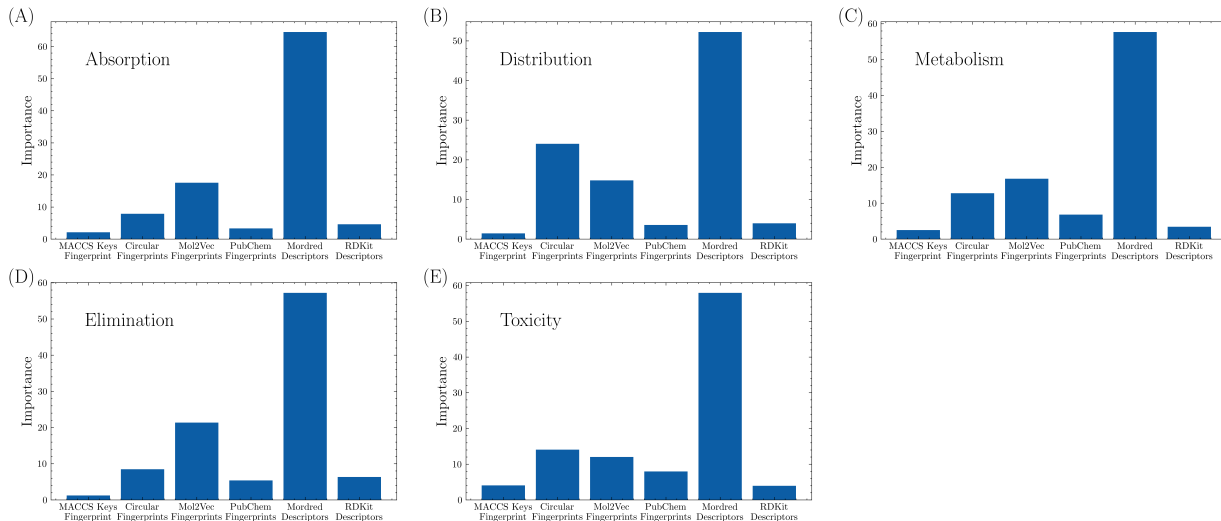 (A)
Absorption
Importance
60
50
40
30
20
10
0
MACCS Keys Circular Mol2Vec PubChem Mordred RDKit
Fingerprint Fingerprints Fingerprints Fingerprints Descriptors Descriptors
(B)
Distribution
Importance
50
40
30
20
10
0
MACCS Keys Circular Mol2Vec PubChem Mordred RDKit
Fingerprint Fingerprints Fingerprints Fingerprints Descriptors Descriptors
(C)
Metabolism
Importance
60
50
40
30
20
10
0
MACCS Keys Circular Mol2Vec PubChem Mordred RDKit
Fingerprint Fingerprints Fingerprints Fingerprints Descriptors Descriptors
(D)
Elimination
Importance
60
50
40
30
20
10
0
MACCS Keys Circular Mol2Vec PubChem Mordred RDKit
Fingerprint Fingerprints Fingerprints Fingerprints Descriptors Descriptors
(E)
Toxicity
Importance
60
50
40
30
20
10
0
MACCS Keys Circular Mol2Vec PubChem Mordred RDKit
Fingerprint Fingerprints Fingerprints Fingerprints Descriptors Descriptors